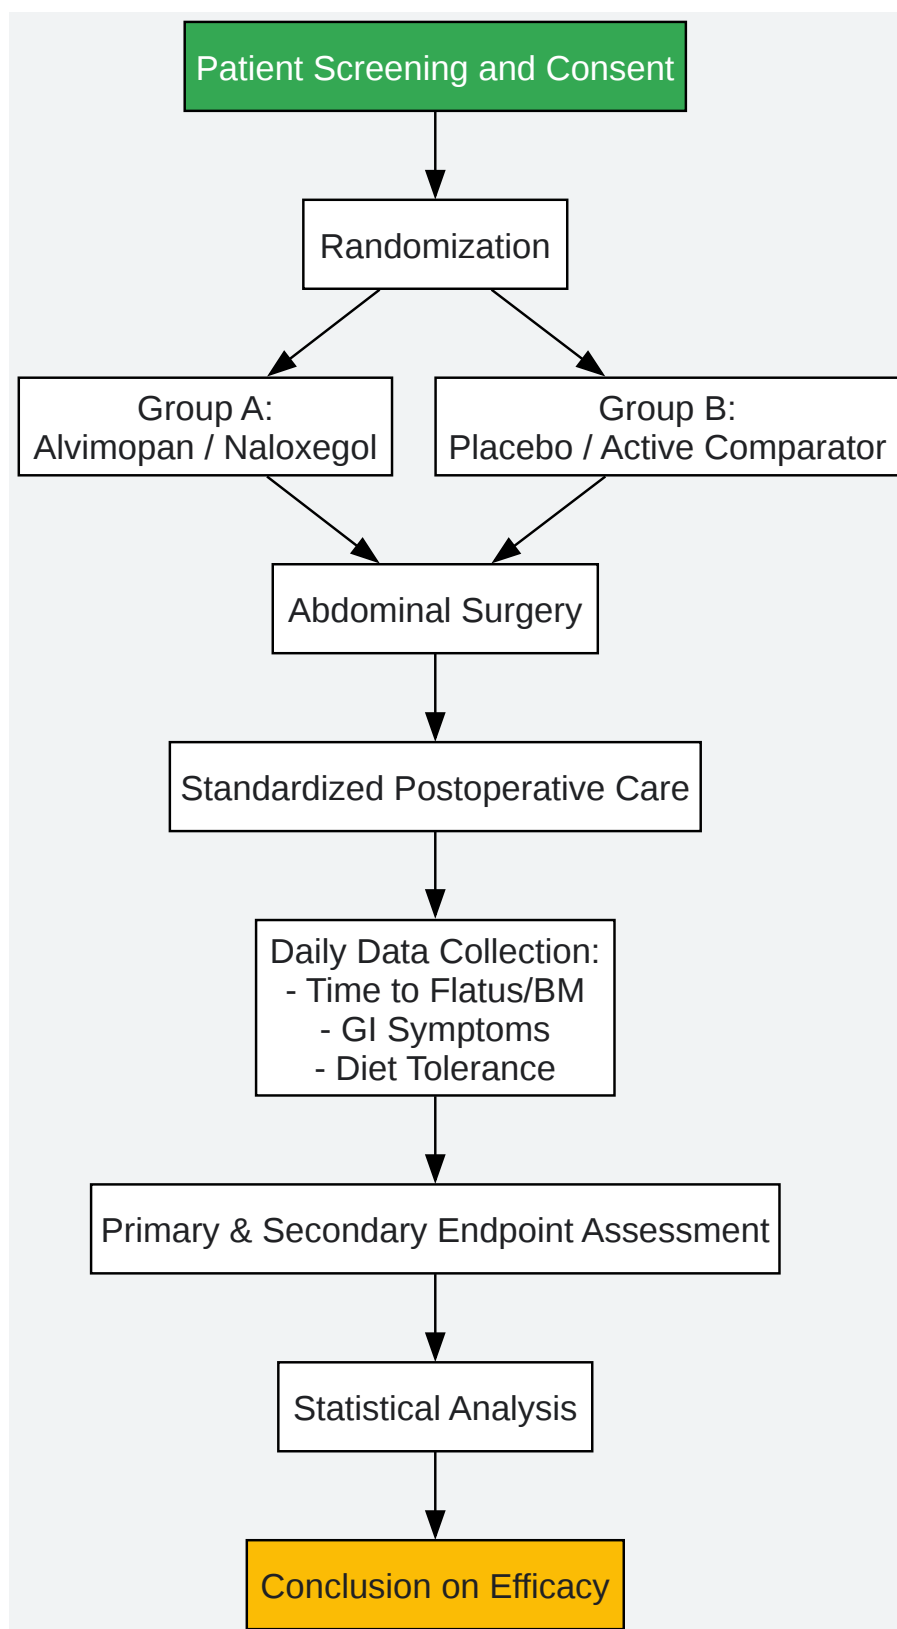 Patient Screening and Consent
Randomization
Group A:
Alvimopan / Naloxegol
Group B:
Placebo / Active Comparator
Abdominal Surgery
Standardized Postoperative Care
Daily Data Collection:
- Time to Flatus/BM
- GI Symptoms
- Diet Tolerance
Primary & Secondary Endpoint Assessment
Statistical Analysis
Conclusion on Efficacy